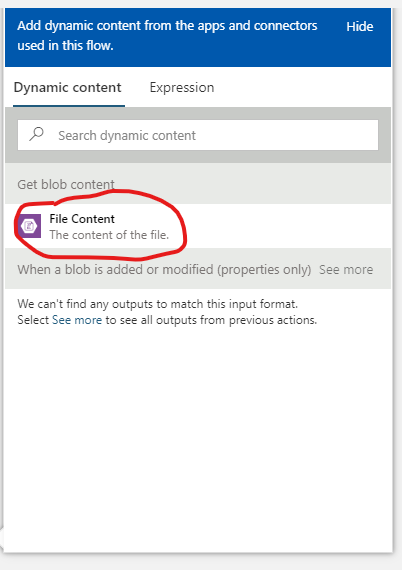 Add dynamic content from the apps and connectors Hide
used in this flow.
Dynamic content Expression
Search dynamic content
Get blob content
File Content
The content of the file.
When a blob is added or modified (properties only) See more
We can't find any outputs to match this input format.
Select See more to see all outputs from previous actions.